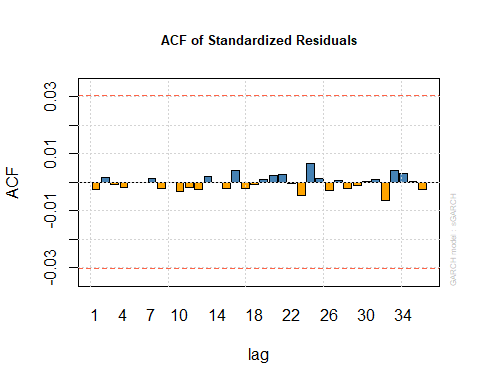 ACF of Standardized Residuals
ACF
0.03
0.01
-0.01
-0.03
1 4 7 10 14 18 22 26 30 34
lag
GARCH model : sGARCH